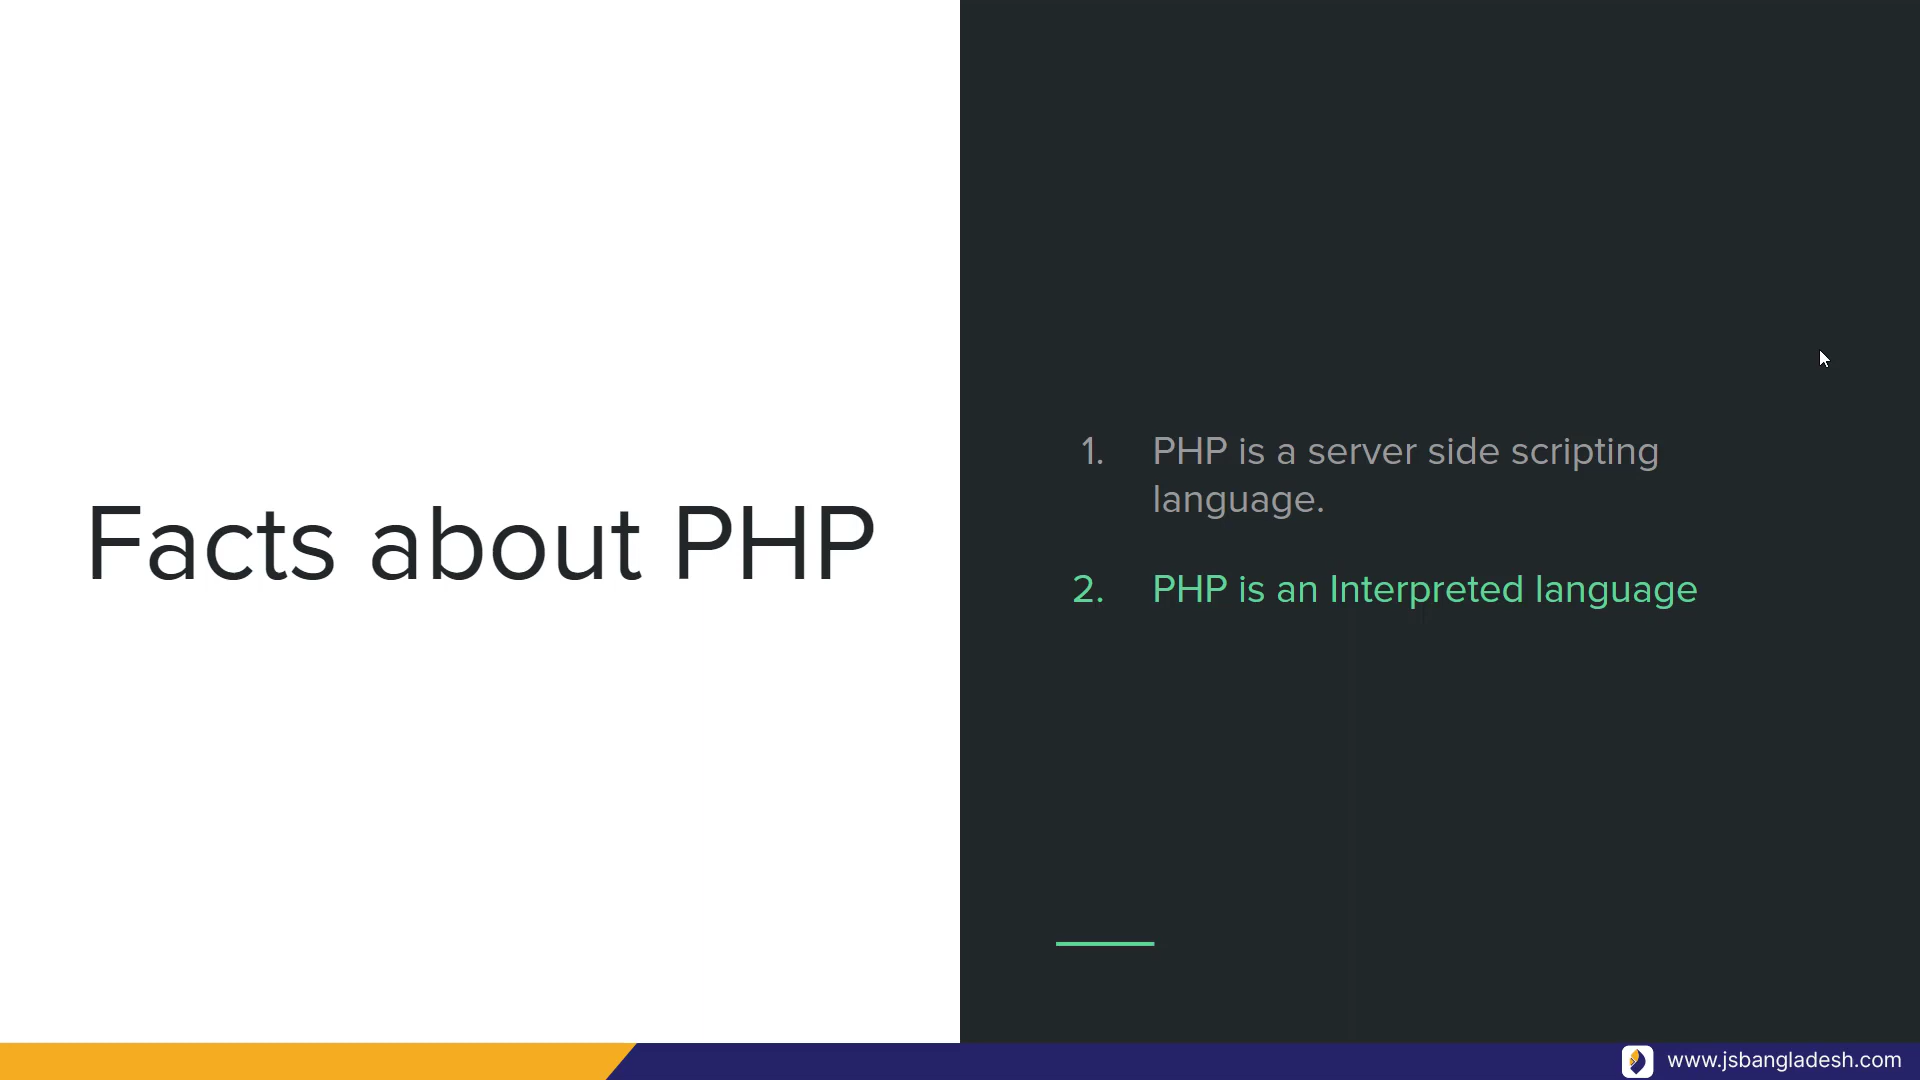 Facts about PHP
1. PHP is a server side scripting
language.
2. PHP is an Interpreted language
www.jsbangladesh.com